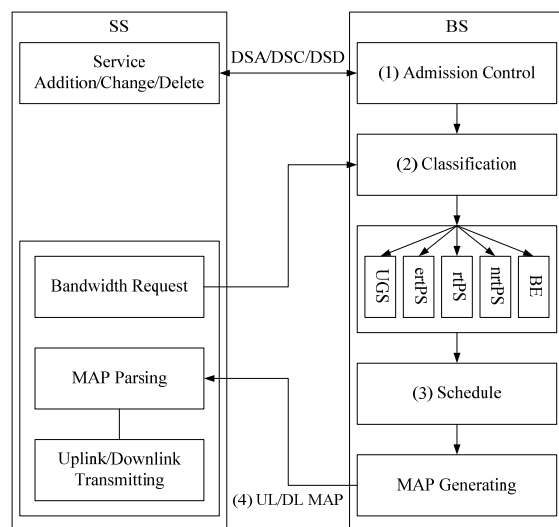 SS
BS
Service
Addition/Change/Delete
DSA/DSC/DSD
(1) Admission Control
(2) Classification
UGS
ertPS
rtPS
nrtPS
BE
Bandwidth Request
MAP Parsing
(3) Schedule
Uplink/Downlink
Transmitting
(4) UL/DL MAP
MAP Generating